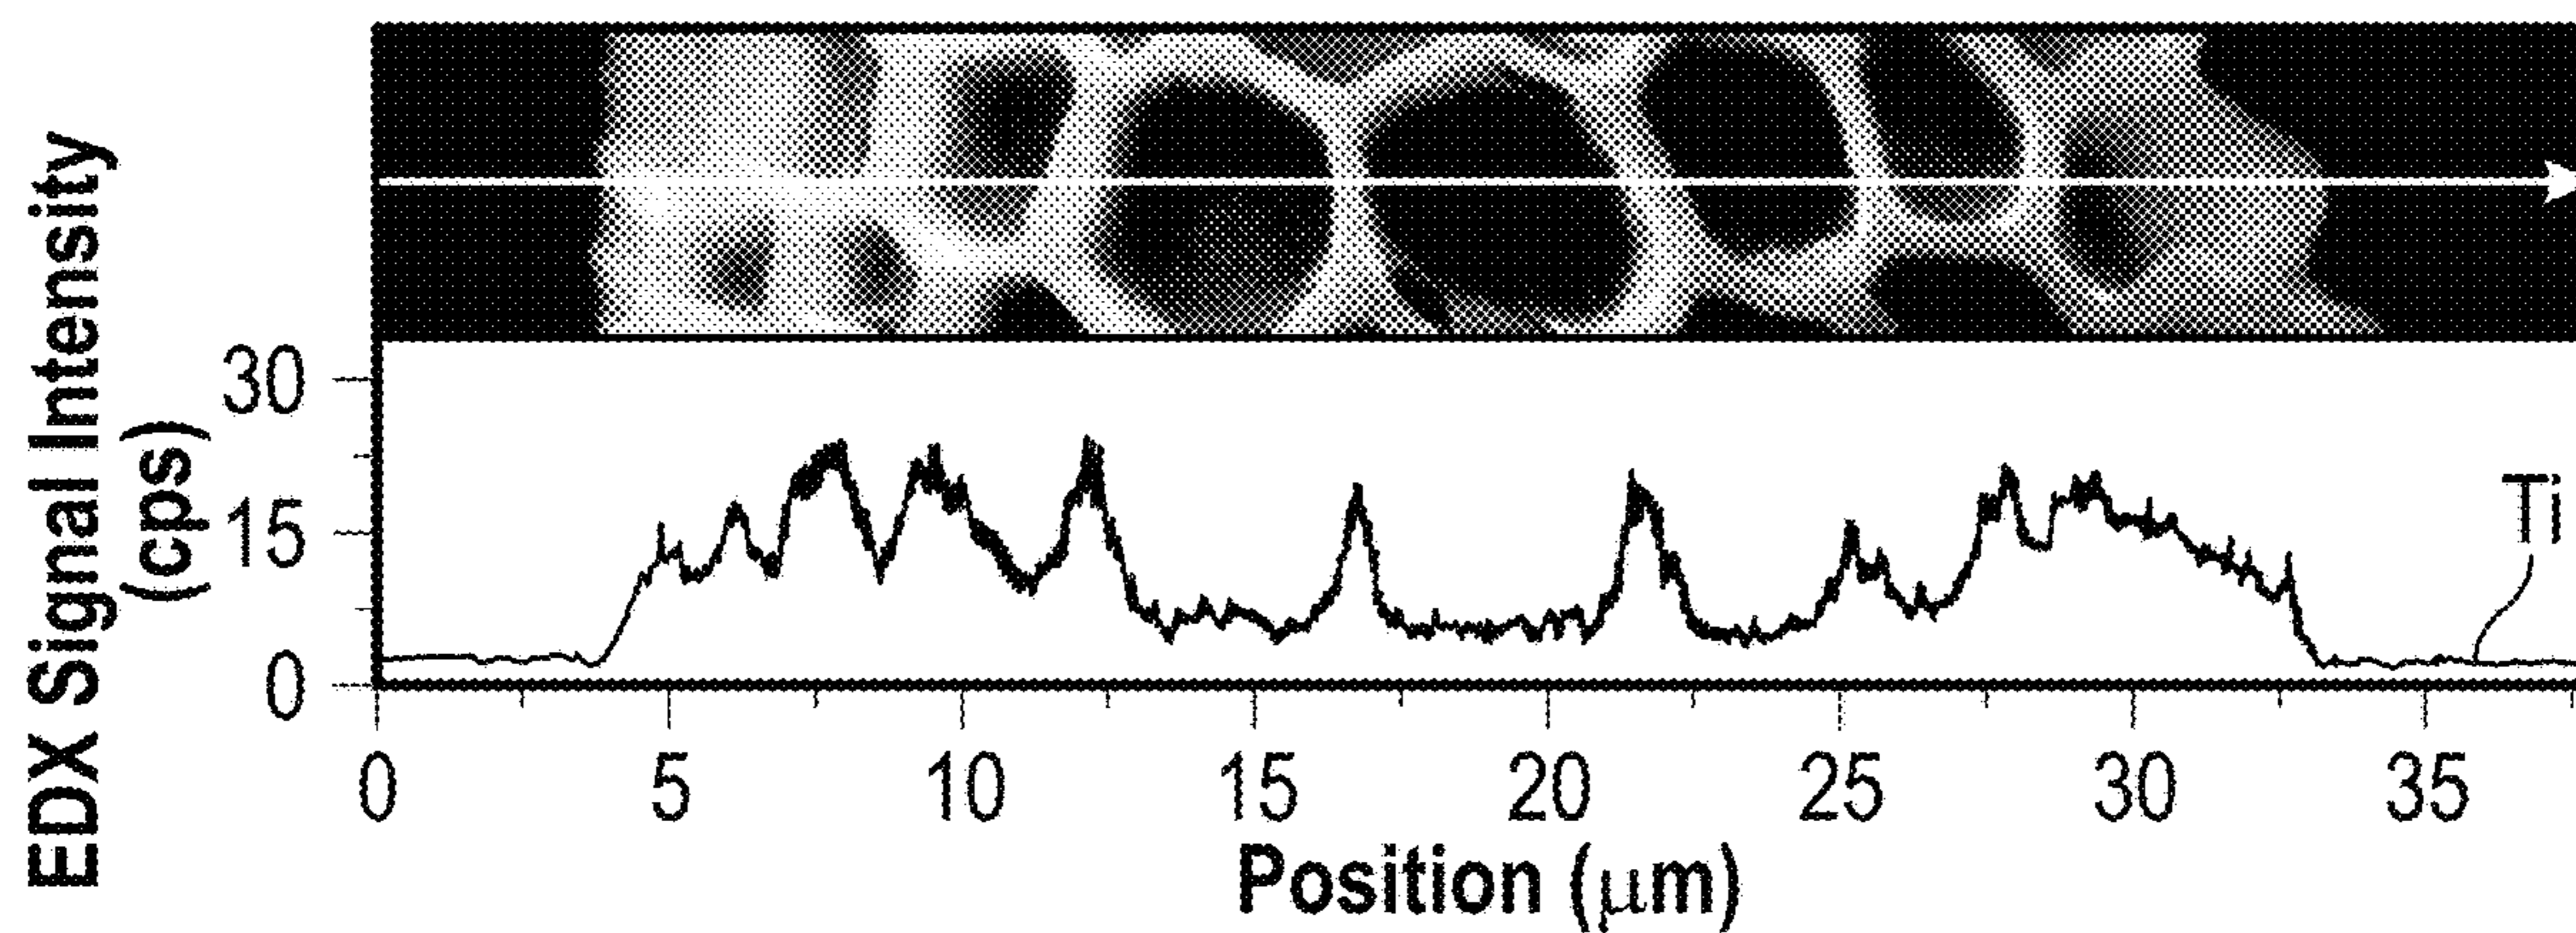 EDX Signal Intensity
(cps)
30
15
0
Ti
0 5 10 15 20 25 30 35
Position (μm)